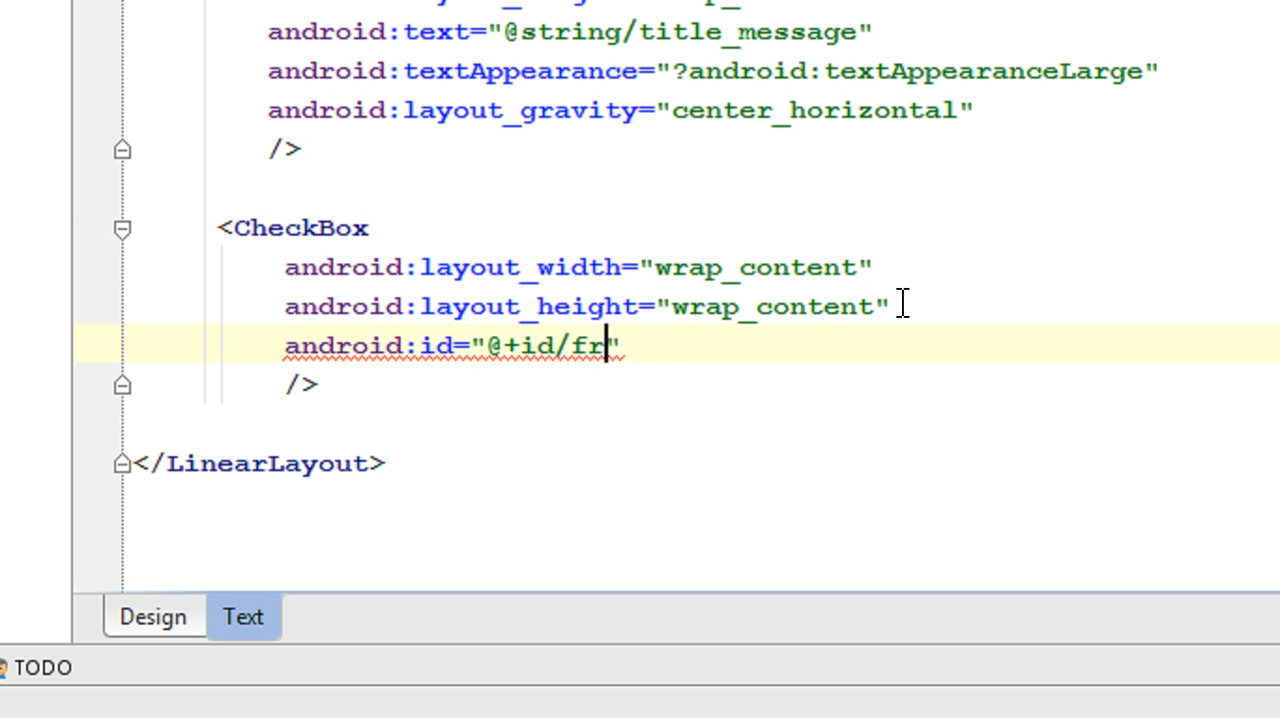 android:text="@string/title_message"
android:textAppearance="?android:textAppearanceLarge"
android:layout_gravity="center_horizontal"
/>
<CheckBox
android:layout_width="wrap_content"
android:layout_height="wrap_content"
android:id="@+id/fr"
/>
</LinearLayout>
Design Text
TODO